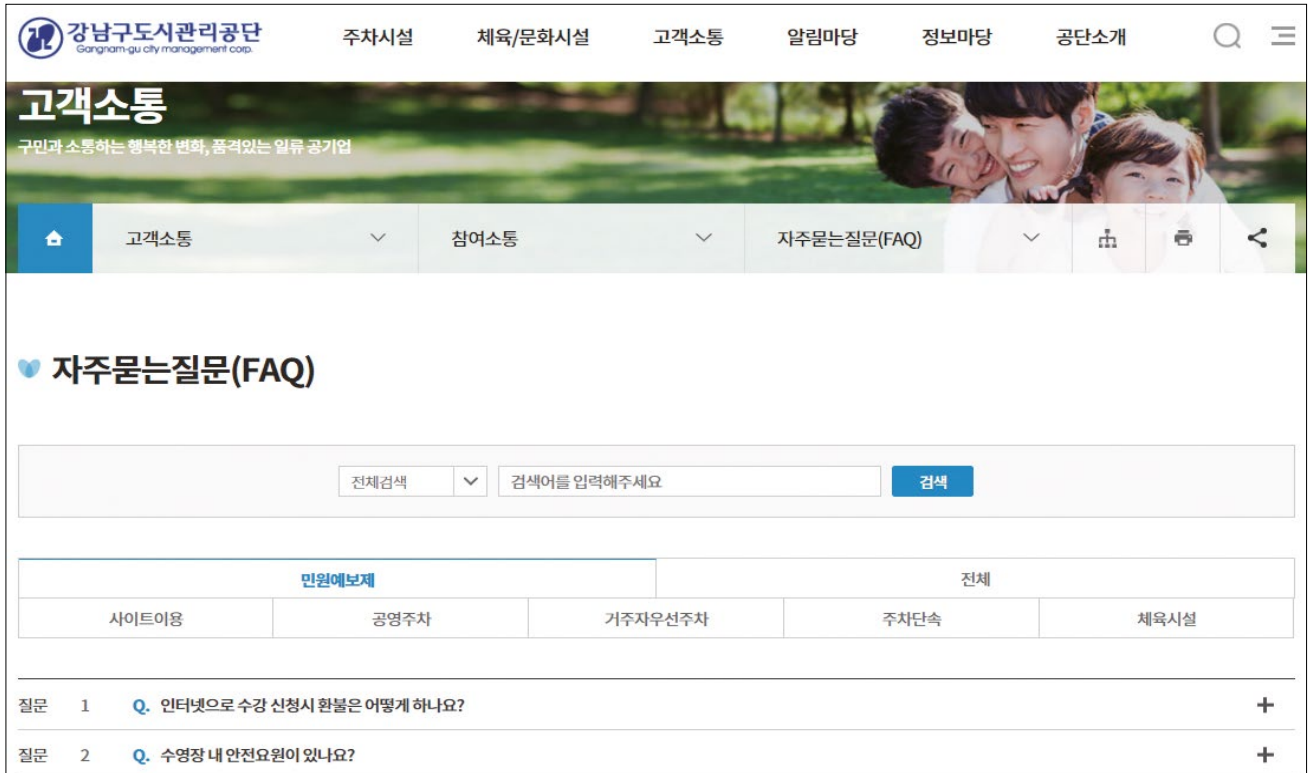 강남구도시관리공단
Gangnam-gu city management corp.
주차시설 체육/문화시설 고객소통 알림마당 정보마당 공단소개
고객소통
구민과 소통하는 행복한 변화, 품격있는 일류 공기업
고객소통 참여소통 자주묻는질문(FAQ)
자주묻는질문(FAQ)
전체검색 검색어를 입력해주세요 검색
민원예보제 전체
사이트이용 공영주차 거주자우선주차 주차단속 체육시설
질문 1 Q. 인터넷으로 수강 신청시 환불은 어떻게 하나요? +
질문 2 Q. 수영장 내 안전요원이 있나요? +